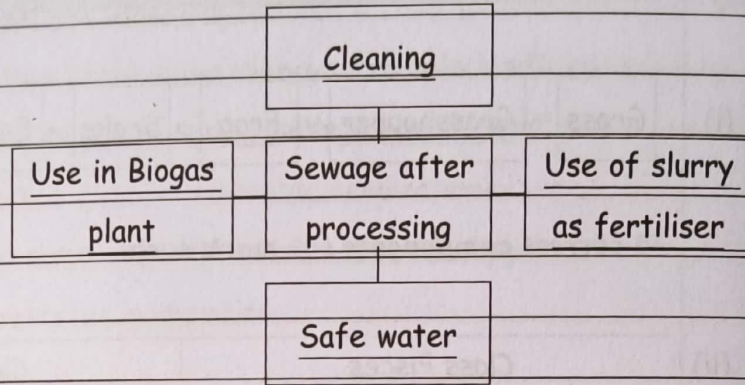 Cleaning
Use in Biogas
plant
Sewage after
processing
Use of slurry
as fertiliser
Safe water